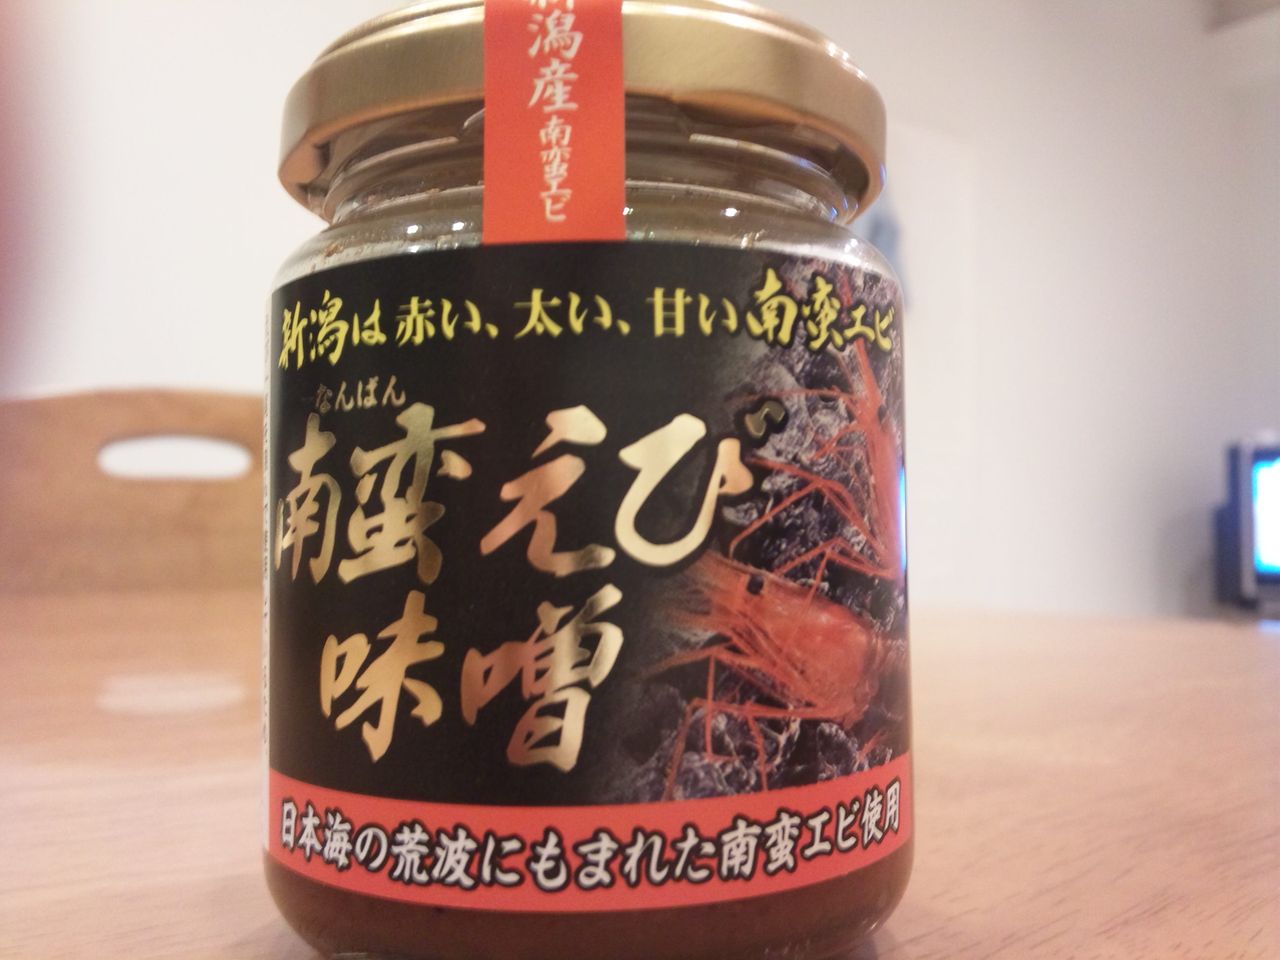 新潟産 南蛮エビ
新潟は赤い、太い、甘い南蛮エビ
なんばん
南蛮えび
味噌
日本海の荒波にもまれた南蛮エビ使用